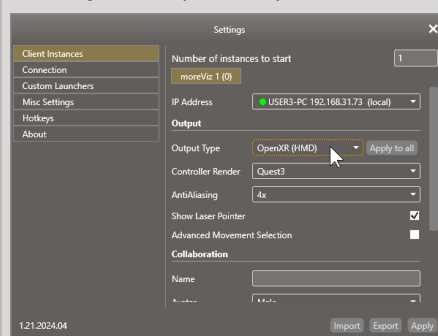 Settings
Client Instances
Connection
Custom Launchers
Misc Settings
Hotkeys
About
Number of instances to start 1
moreViz 1 (0)
IP Address USER3-PC 192.168.31.73 (local)
Output
Output Type OpenXR (HMD) Apply to all
Controller Render Quest3
AntiAliasing 4x
Show Laser Pointer
Advanced Movement Selection
Collaboration
Name
1.21.2024.04 Import Export Apply